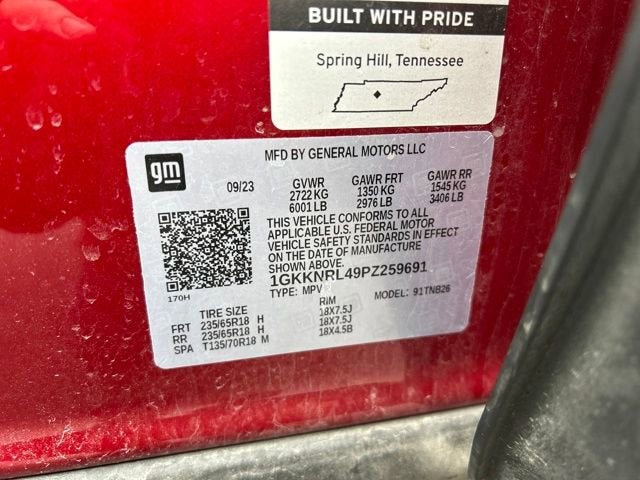 BUILT WITH PRIDE
Spring Hill, Tennessee
gm
MFD BY GENERAL MOTORS LLC
09/23
GVWR GAWR FRT GAWR RR
2722 KG 1350 KG 1545 KG
6001 LB 2976 LB 3406 LB
THIS VEHICLE CONFORMS TO ALL
APPLICABLE U.S. FEDERAL MOTOR
VEHICLE SAFETY STANDARDS IN EFFECT
ON THE DATE OF MANUFACTURE
SHOWN ABOVE.
1GKKNRL49PZ259691
170H
TYPE: MPV MODEL: 91TNB26
TIRE SIZE RIM
FRT 235/65R18 H 18X7.5J
RR 235/65R18 H 18X7.5J
SPA T135/70R18 M 18X4.5B